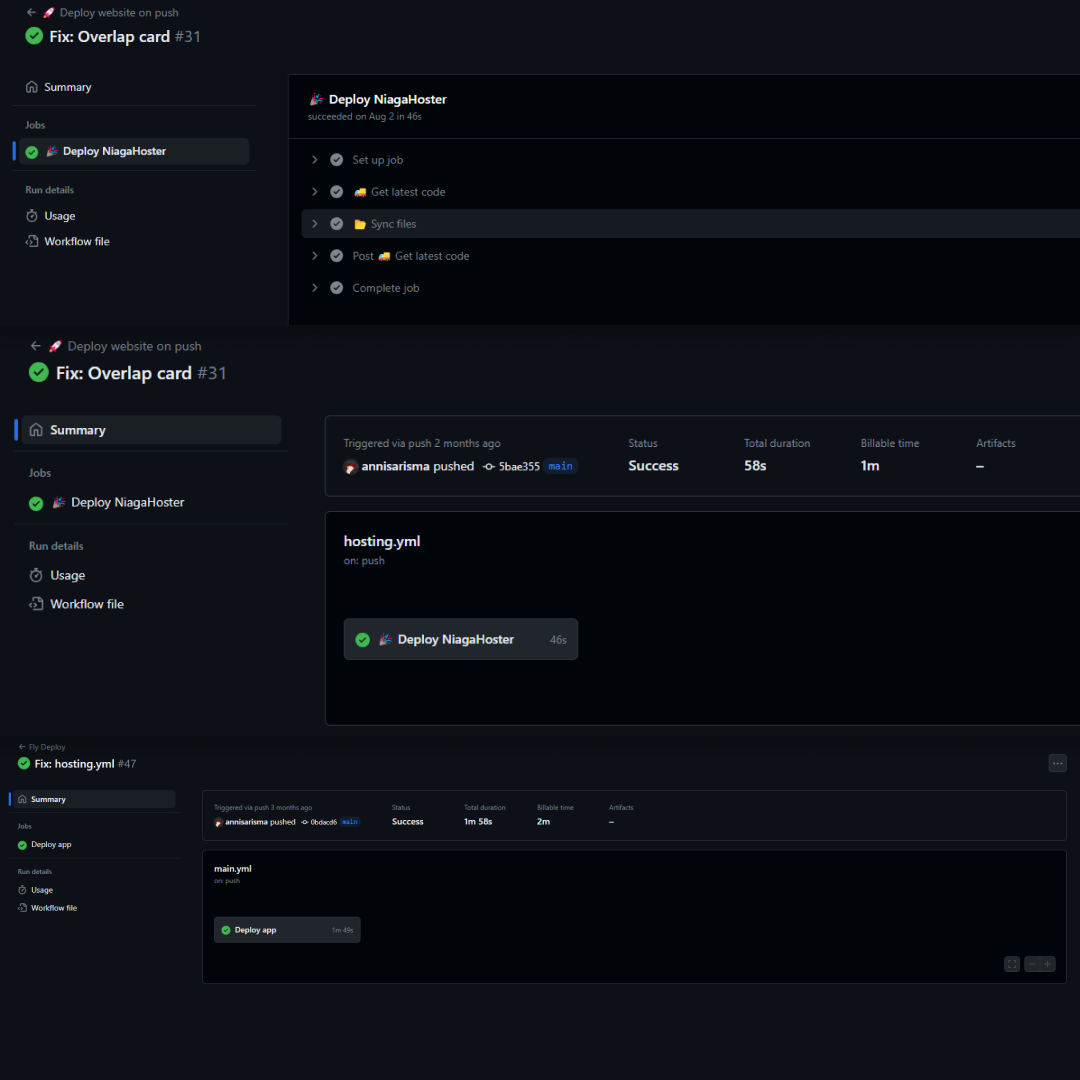 Deploy website on push
Fix: Overlap card #31
Summary
Jobs
Deploy NiagaHoster
Run details
Usage
Workflow file
Deploy NiagaHoster
succeeded on Aug 2 in 46s
Set up job
Get latest code
Sync files
Post 🚚 Get latest code
Complete job
Deploy website on push
Fix: Overlap card #31
Summary
Jobs
Deploy NiagaHoster
Run details
Usage
Workflow file
Triggered via push 2 months ago
annisarisma pushed 5bae355 main
Status
Success
Total duration
58s
Billable time
1m
Artifacts
–
hosting.yml
on: push
Deploy NiagaHoster 46s
Fly Deploy
Fix: hosting.yml #47
Summary
Jobs
Deploy app
Run details
Usage
Workflow file
Triggered via push 3 months ago
annisarisma pushed 0bdacd6 main
Status
Success
Total duration
1m 58s
Billable time
2m
Artifacts
–
main.yml
on: push
Deploy app 1m 49s